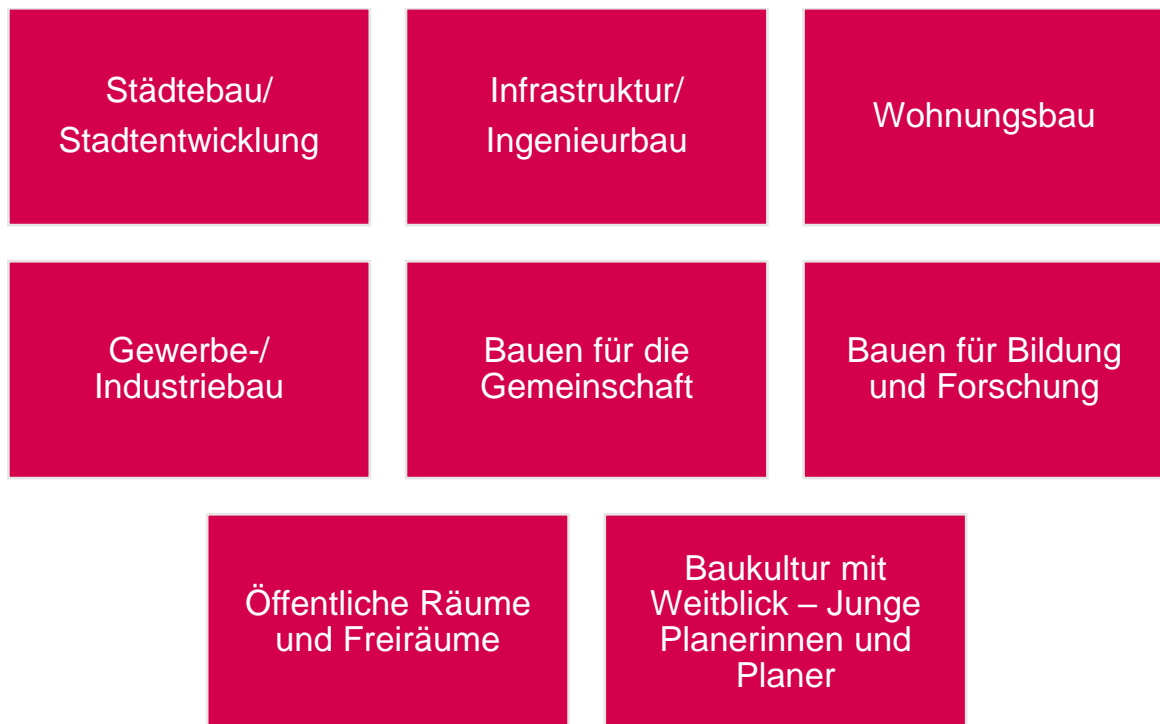 Städtebau/
Stadtentwicklung
Infrastruktur/
Ingenieurbau
Wohnungsbau
Gewerbe-/
Industriebau
Bauen für die
Gemeinschaft
Bauen für Bildung
und Forschung
Öffentliche Räume
und Freiräume
Baukultur mit
Weitblick – Junge
Planerinnen und
Planer